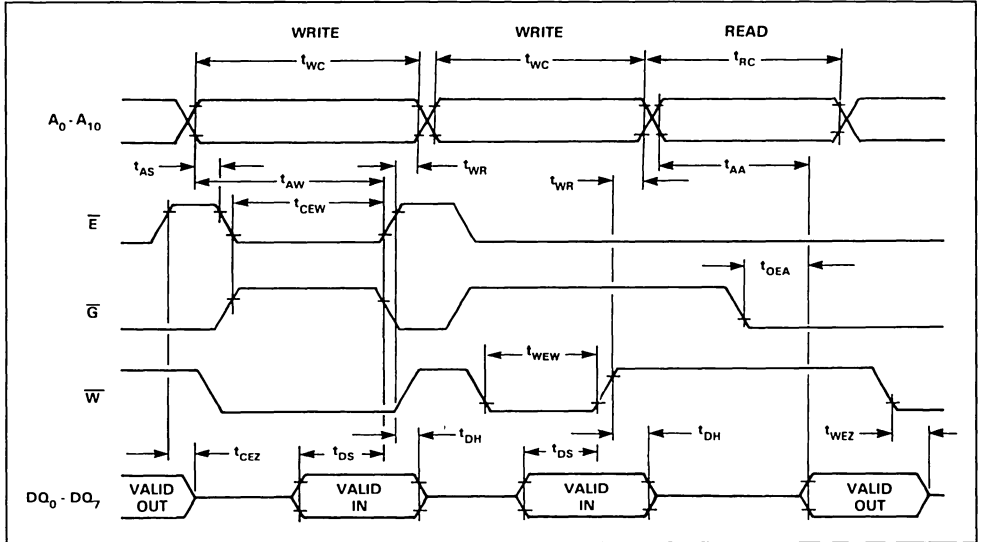 WRITE WRITE READ
tWC tWC tRC
A0 - A10
tAS tAW tWR tWR tAA
tCEW
E̅
tOEA
G̅
tWEW
W̅
tCEZ tDS tDH tDS tDH tWEZ
DQ0 - DQ7 VALID OUT VALID IN VALID IN VALID OUT